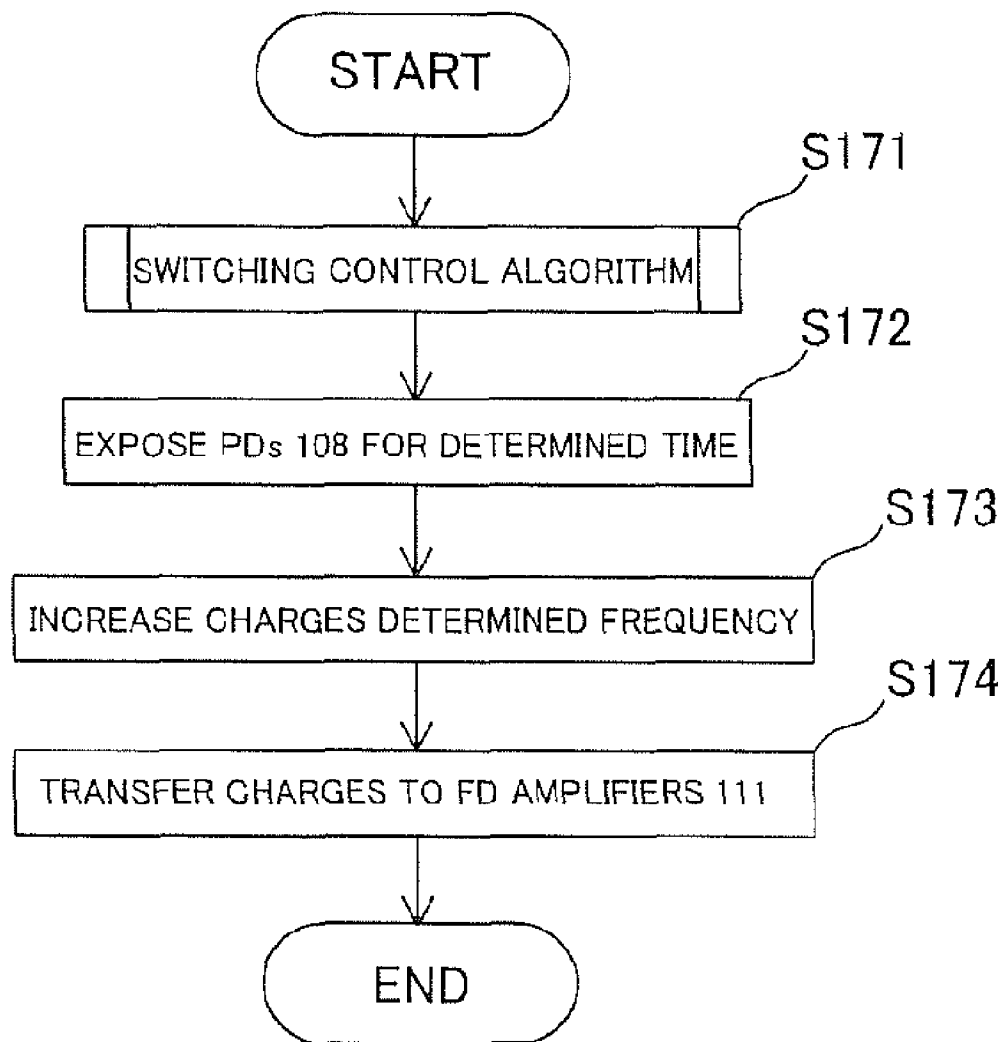 START
S171
SWITCHING CONTROL ALGORITHM
S172
EXPOSE PDs 108 FOR DETERMINED TIME
S173
INCREASE CHARGES DETERMINED FREQUENCY
S174
TRANSFER CHARGES TO FD AMPLIFIERS 111
END